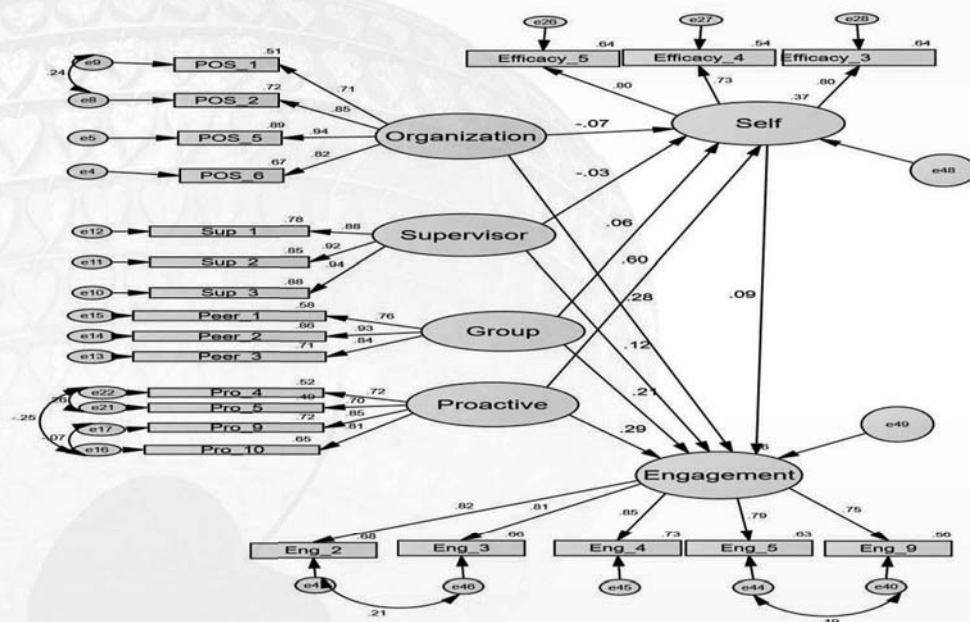 e26
e27
e28
.64
.54
.64
Efficacy_5
Efficacy_4
Efficacy_3
.80
.73
.80
e9
.51
POS_1
.24
.71
e8
.72
POS_2
.85
e5
.89
POS_5
.94
e4
.67
POS_6
.82
Organization
-.07
.37
Self
e48
-.03
e12
.78
Sup_1
.88
e11
.85
Sup_2
.92
e10
.88
Sup_3
.94
Supervisor
.06
.60
.28
.09
e15
.58
Peer_1
.76
e14
.86
Peer_2
.93
e13
.71
Peer_3
.84
Group
.12
.21
e22
.52
Pro_4
.72
e21
.49
Pro_5
.70
-.25
e17
.72
Pro_9
.85
e16
.65
Pro_10
.81
Proactive
.29
e49
Engagement
.82
.81
.85
.79
.75
.68
.66
.73
.63
.56
Eng_2
Eng_3
Eng_4
Eng_5
Eng_9
e46
e45
e44
e40
.21
.19